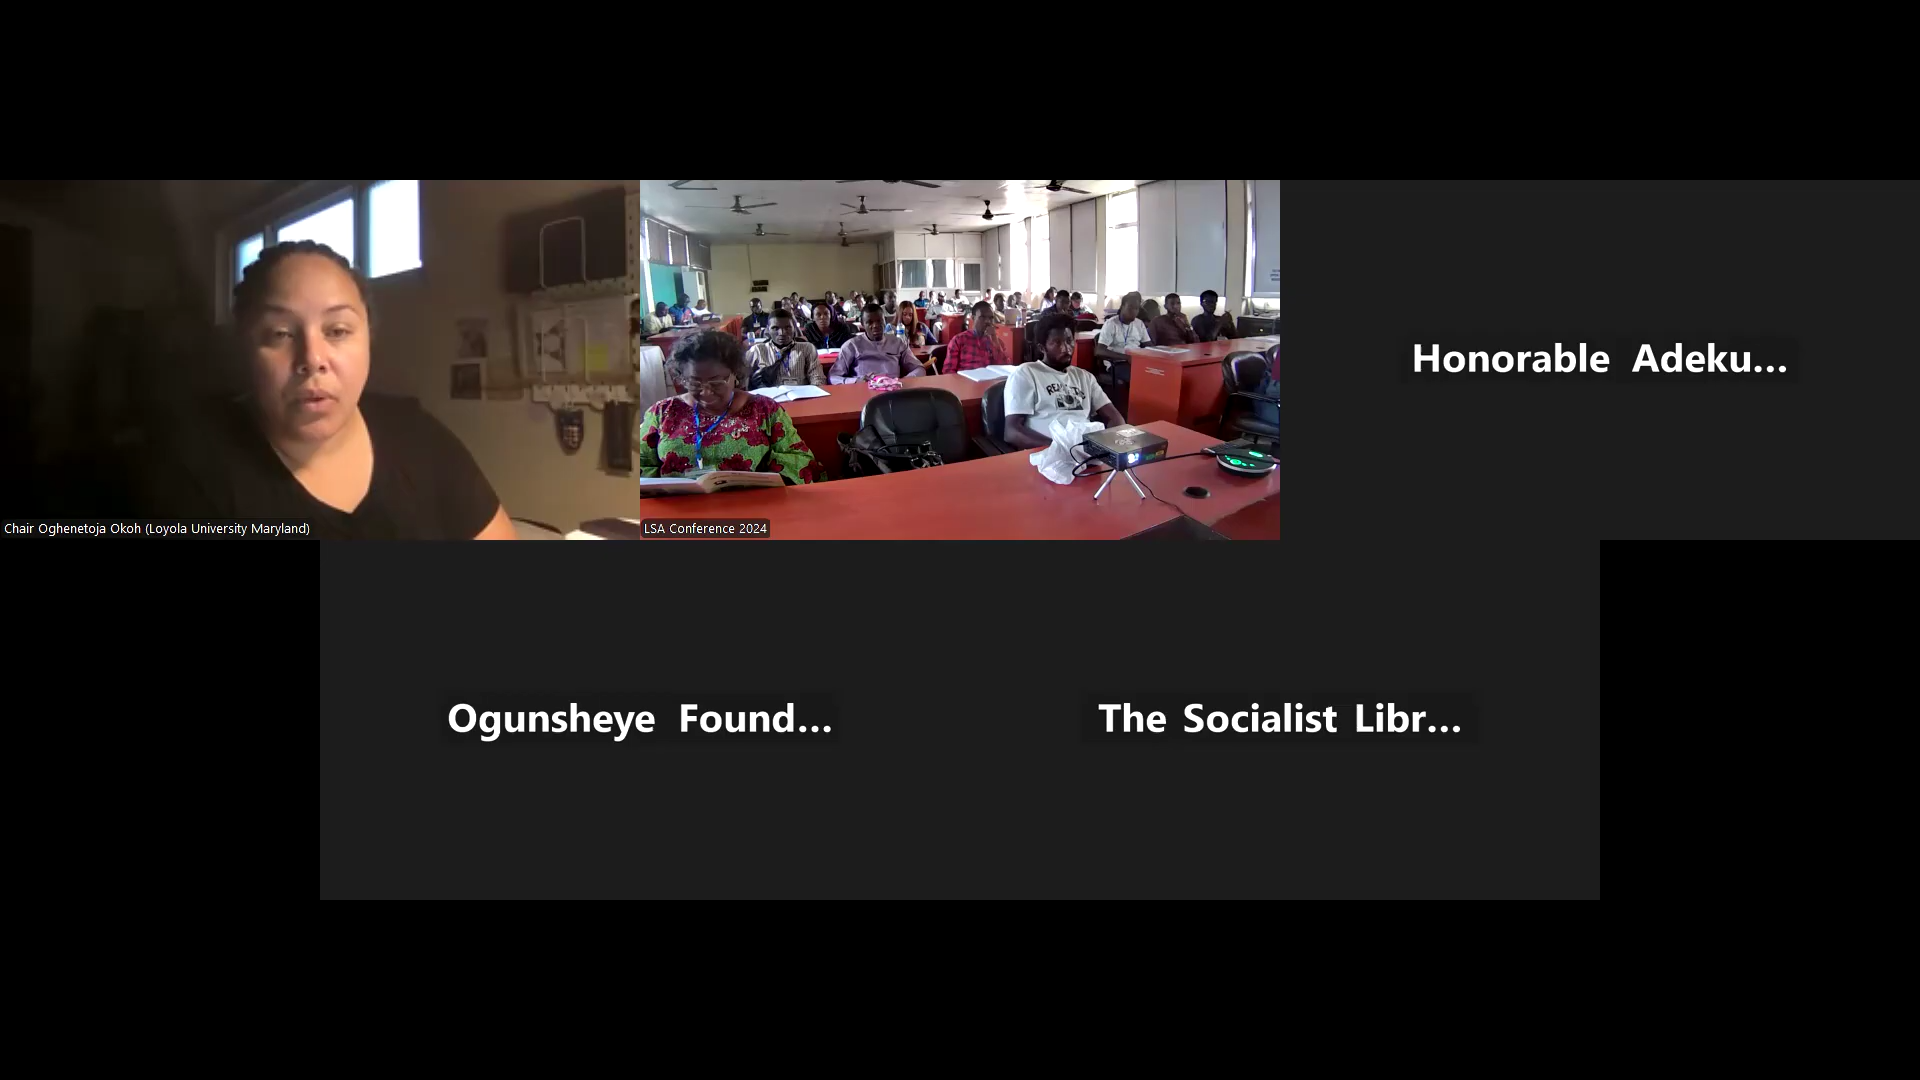 Chair Oghenetoja Okoh (Loyola University Maryland)
LSA Conference 2024
Honorable Adeku...
Ogunsheye Found...
The Socialist Libr...